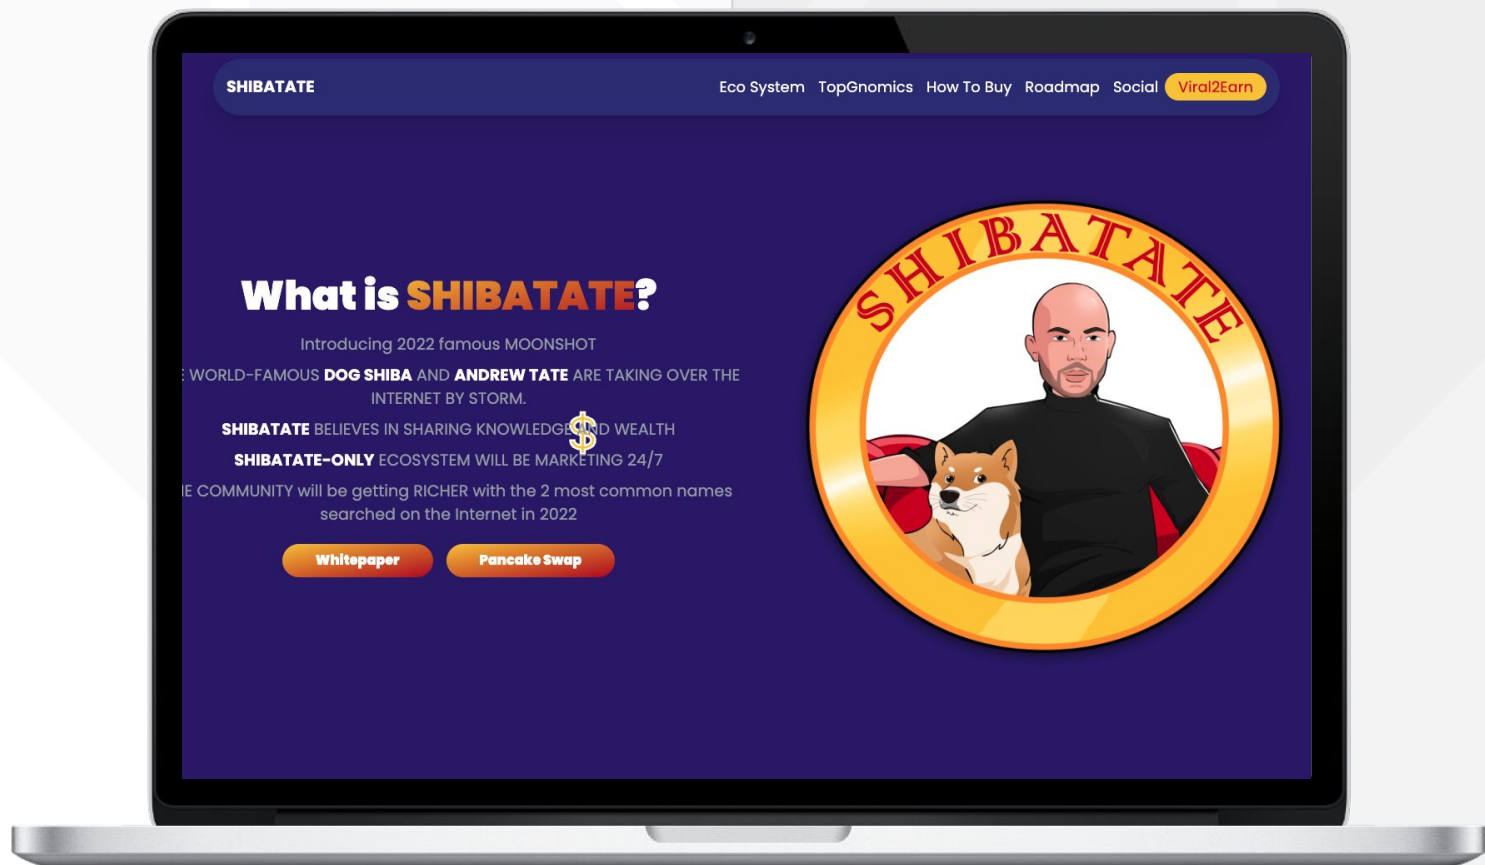 SHIBATATE
Eco System TopGnomics How To Buy Roadmap Social Viral2Earn
What is SHIBATATE?
Introducing 2022 famous MOONSHOT
WORLD-FAMOUS DOG SHIBA AND ANDREW TATE ARE TAKING OVER THE
INTERNET BY STORM.
SHIBATATE BELIEVES IN SHARING KNOWLEDGE AND WEALTH
SHIBATATE-ONLY ECOSYSTEM WILL BE MARKETING 24/7
COMMUNITY will be getting RICHER with the 2 most common names
searched on the Internet in 2022
Whitepaper Pancake Swap
$
SHIBATATE